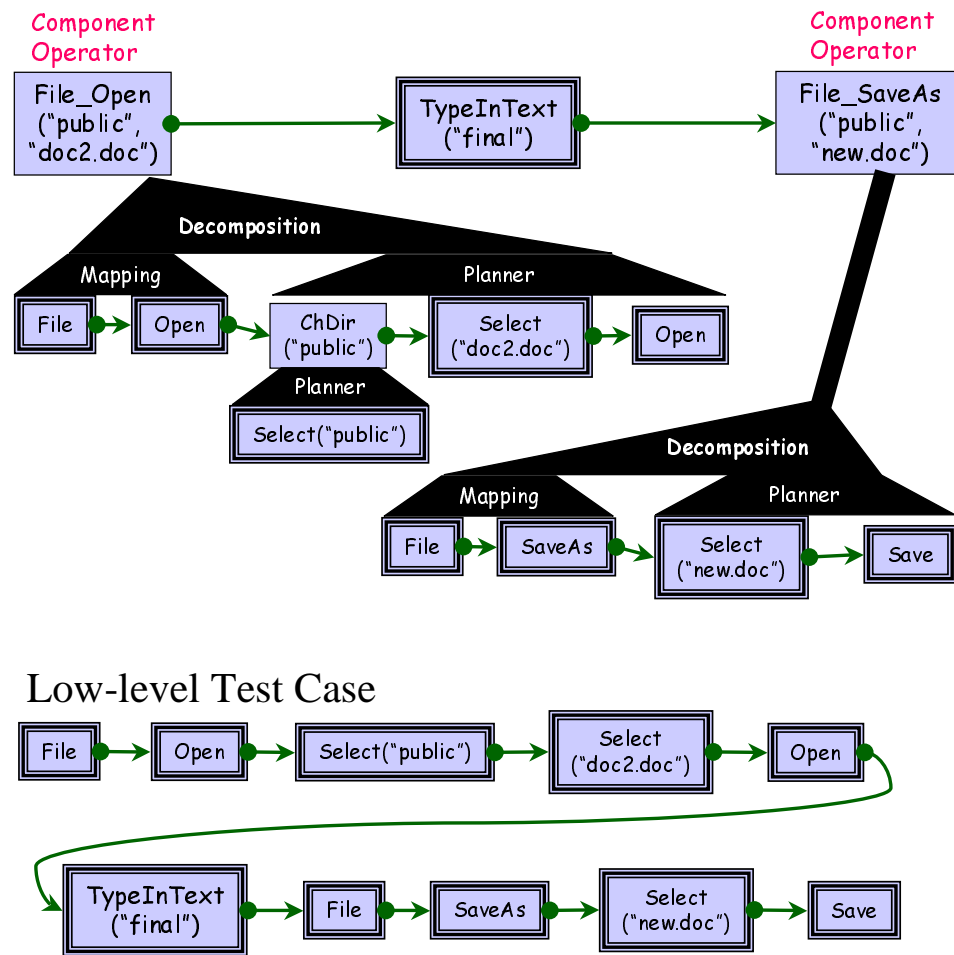 Component
Operator
Component
Operator
File_Open
(“public”,
“doc2.doc”)
TypeInText
(“final”)
File_SaveAs
(“public”,
“new.doc”)
Decomposition
Mapping
Planner
File
Open
ChDir
(“public”)
Select
(“doc2.doc”)
Open
Planner
Select(“public”)
Decomposition
Mapping
Planner
File
SaveAs
Select
(“new.doc”)
Save
Low-level Test Case
File
Open
Select(“public”)
Select
(“doc2.doc”)
Open
TypeInText
(“final”)
File
SaveAs
Select
(“new.doc”)
Save